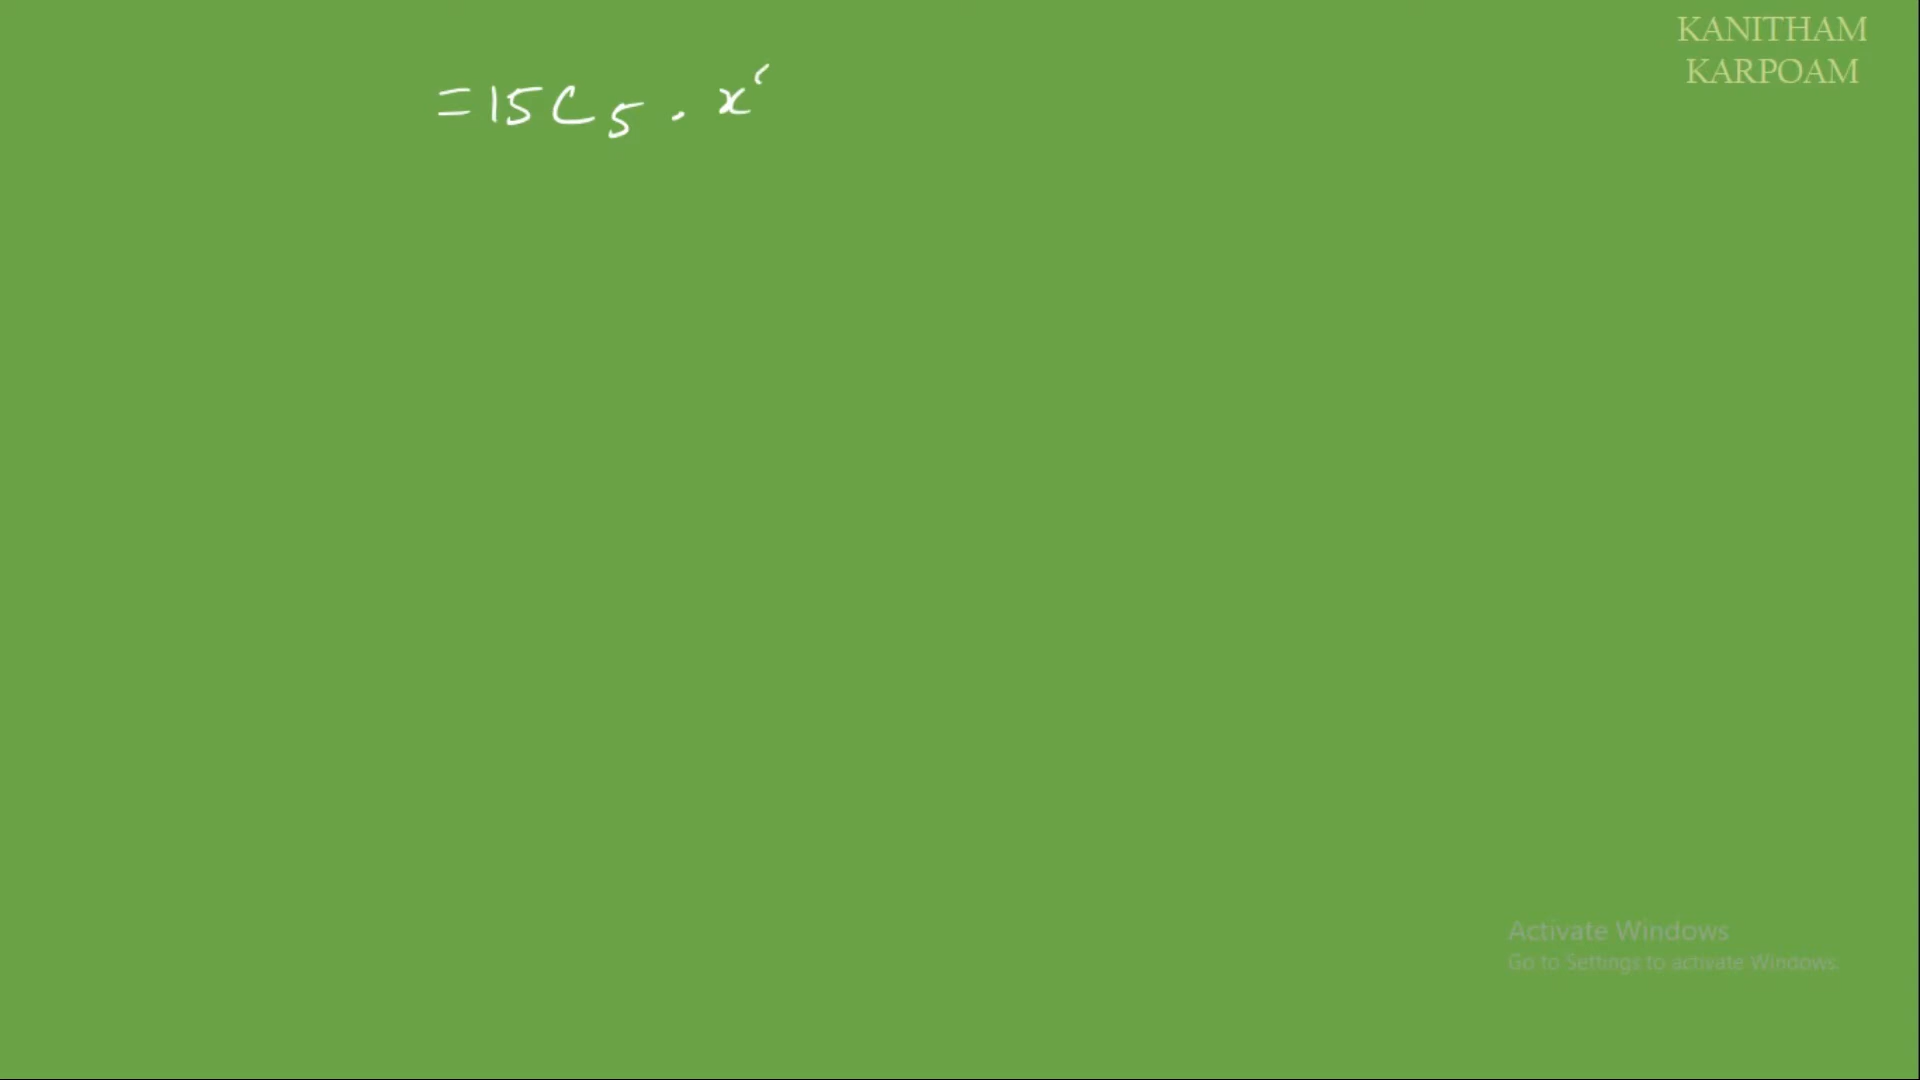 KANITHAM
KARPOAM
= 15C₅ . x
Activate Windows
Go to Settings to activate Windows.